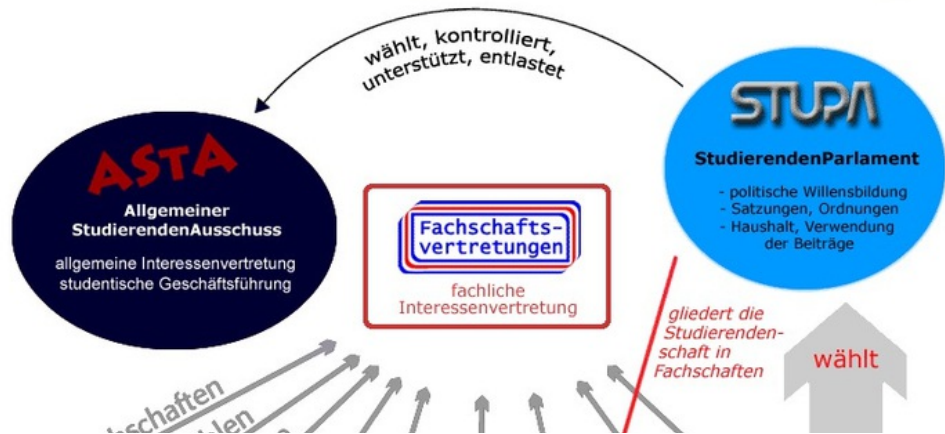 wählt, kontrolliert,
unterstützt, entlastet
ASTA
Allgemeiner
StudierendenAusschuss
allgemeine Interessenvertretung
studentische Geschäftsführung
Fachschafts-
vertretungen
fachliche
Interessenvertretung
STUPA
StudierendenParlament
- politische Willensbildung
- Satzungen, Ordnungen
- Haushalt, Verwendung
der Beiträge
gliedert die
Studierenden-
schaft in
Fachschaften
wählt